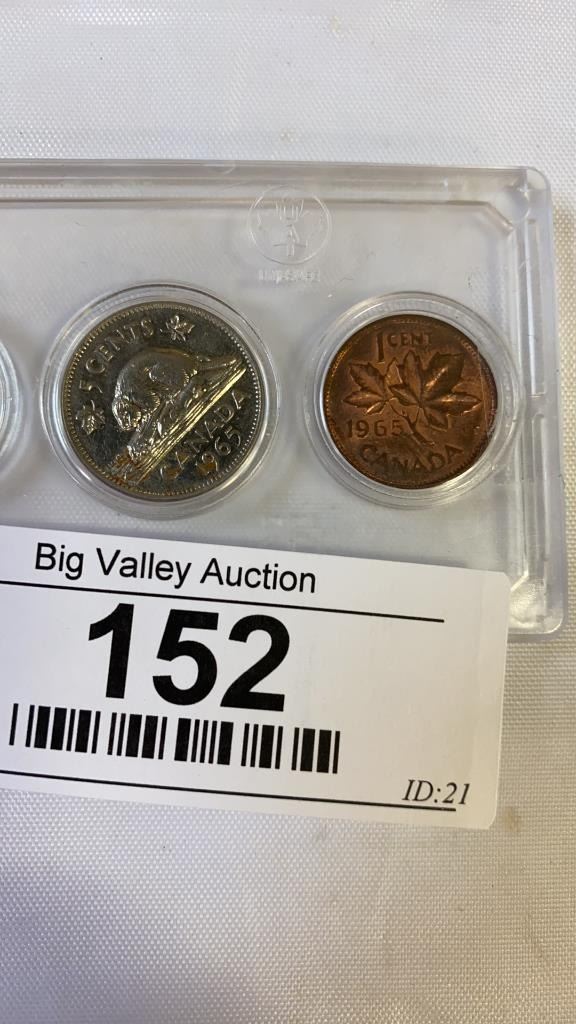 5 CENTS
CANADA
1965
1 CENT
1965
CANADA
Big Valley Auction
152
ID:21